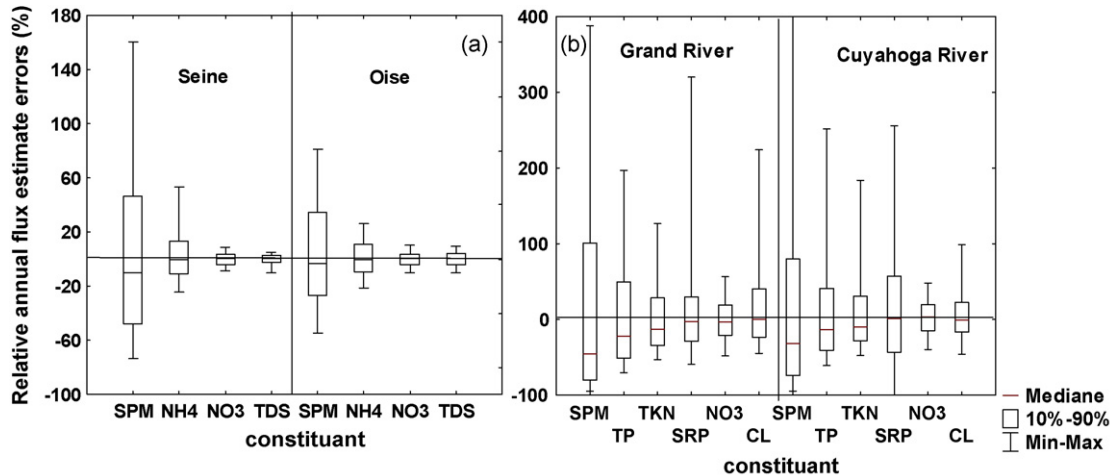 Relative annual flux estimate errors (%)
180
140
100
60
20
-20
-60
-100
(a)
Seine
Oise
SPM NH4 NO3 TDS SPM NH4 NO3 TDS
constituant
400
300
200
100
0
-100
(b)
Grand River
Cuyahoga River
SPM TKN NO3 SPM TKN NO3
TP SRP CL TP SRP CL
constituant
Mediane
10%-90%
Min-Max